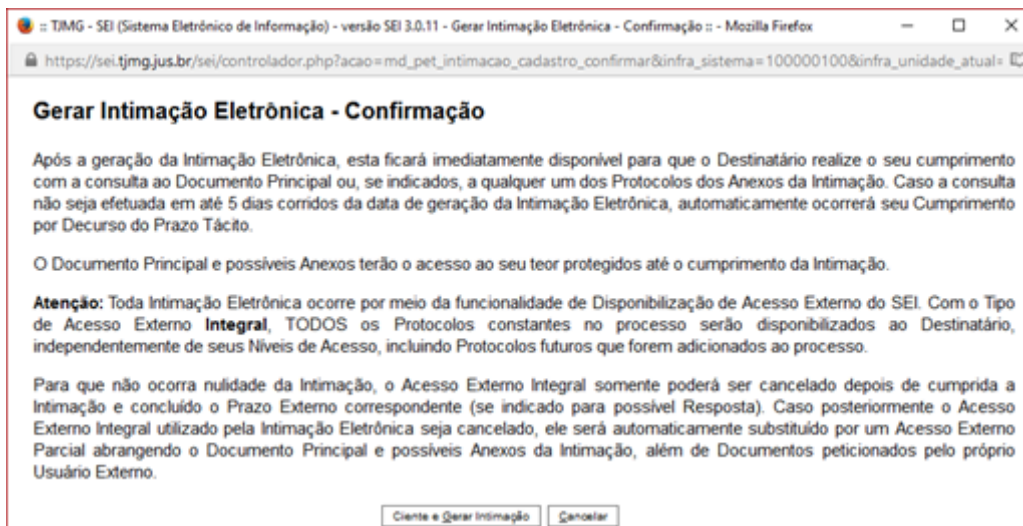 :: TJMG - SEI (Sistema Eletrônico de Informação) - versão SEI 3.0.11 - Gerar Intimação Eletrônica - Confirmação :: - Mozilla Firefox
https://sei.tjmg.jus.br/sei/controlador.php?acao=md_pet_intimacao_cadastro_confirmar&infra_sistema=100000100&infra_unidade_atual=
Gerar Intimação Eletrônica - Confirmação
Após a geração da Intimação Eletrônica, esta ficará imediatamente disponível para que o Destinatário realize o seu cumprimento
com a consulta ao Documento Principal ou, se indicados, a qualquer um dos Protocolos dos Anexos da Intimação. Caso a consulta
não seja efetuada em até 5 dias corridos da data de geração da Intimação Eletrônica, automaticamente ocorrerá seu Cumprimento
por Decurso do Prazo Tácito.
O Documento Principal e possíveis Anexos terão o acesso ao seu teor protegidos até o cumprimento da Intimação.
Atenção: Toda Intimação Eletrônica ocorre por meio da funcionalidade de Disponibilização de Acesso Externo do SEI. Com o Tipo
de Acesso Externo Integral, TODOS os Protocolos constantes no processo serão disponibilizados ao Destinatário,
independentemente de seus Níveis de Acesso, incluindo Protocolos futuros que forem adicionados ao processo.
Para que não ocorra nulidade da Intimação, o Acesso Externo Integral somente poderá ser cancelado depois de cumprida a
Intimação e concluído o Prazo Externo correspondente (se indicado para possível Resposta). Caso posteriormente o Acesso
Externo Integral utilizado pela Intimação Eletrônica seja cancelado, ele será automaticamente substituído por um Acesso Externo
Parcial abrangendo o Documento Principal e possíveis Anexos da Intimação, além de Documentos peticionados pelo próprio
Usuário Externo.
Ciente e Gerar Intimação Cancelar